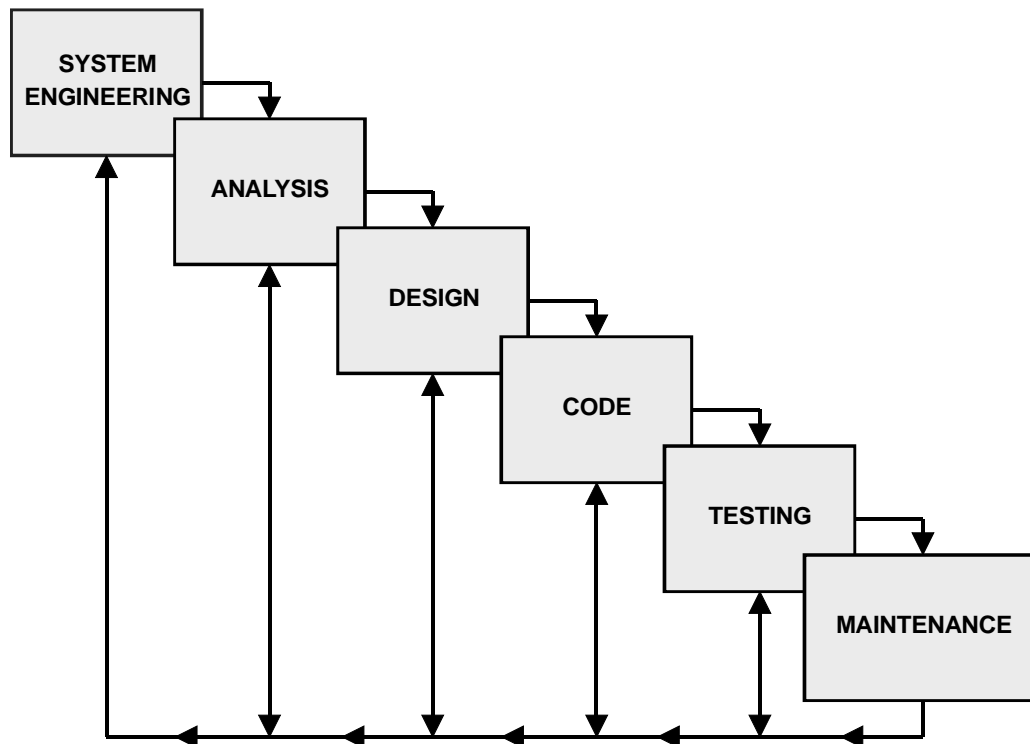 SYSTEM
ENGINEERING
ANALYSIS
DESIGN
CODE
TESTING
MAINTENANCE